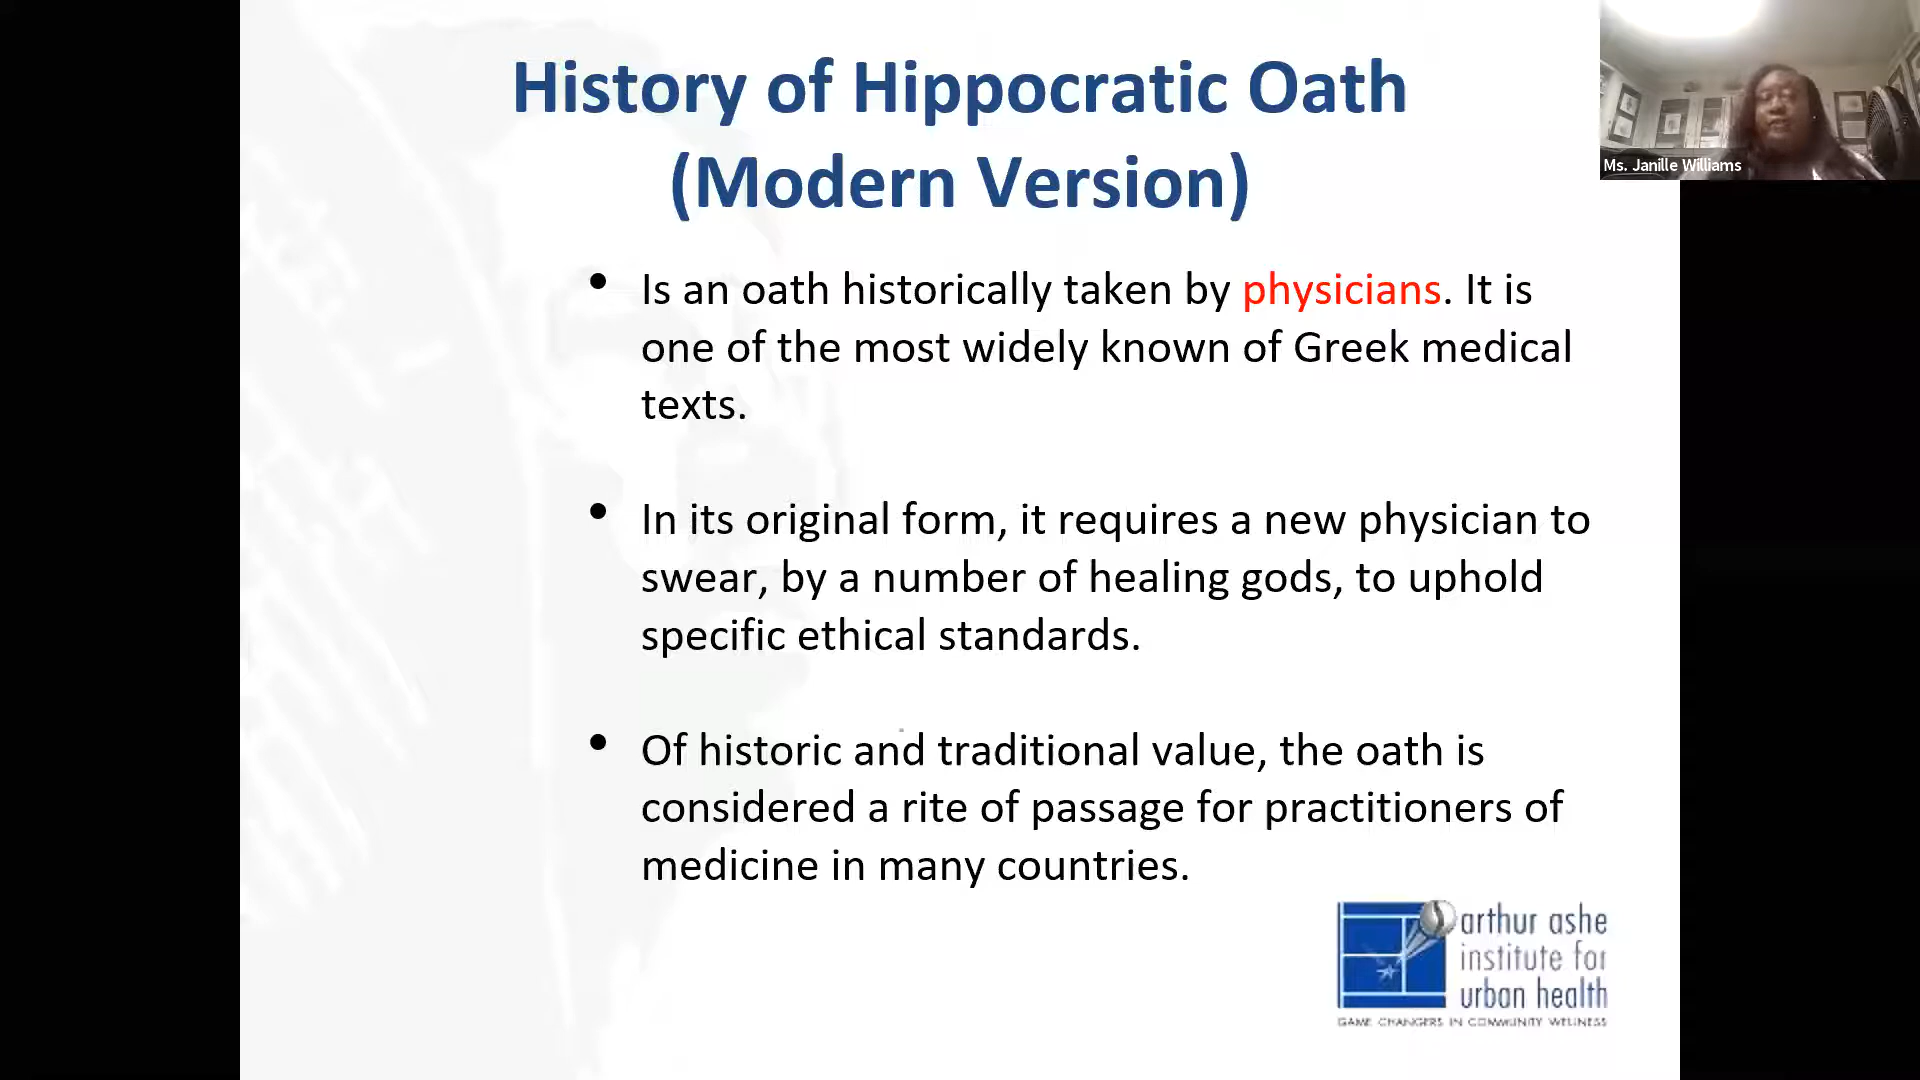 History of Hippocratic Oath
(Modern Version)
Ms. Janille Williams
• Is an oath historically taken by physicians. It is
one of the most widely known of Greek medical
texts.
• In its original form, it requires a new physician to
swear, by a number of healing gods, to uphold
specific ethical standards.
• Of historic and traditional value, the oath is
considered a rite of passage for practitioners of
medicine in many countries.
arthur ashe
institute for
urban health
GAME CHANGERS IN COMMUNITY WELLNESS